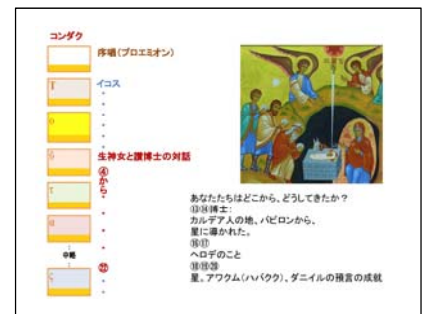 コンダク
序唱(プロエミオン)
イコス
生神女と讃博士の対話
④から
中略
あなたたちはどこから、どうしてきたか?
⑬⑭博士:
カルデア人の地、バビロンから、
星に導かれた。
⑯⑰
ヘロデのこと
⑱⑲⑳
星。アワクム(ハバクク)、ダニイルの預言の成就